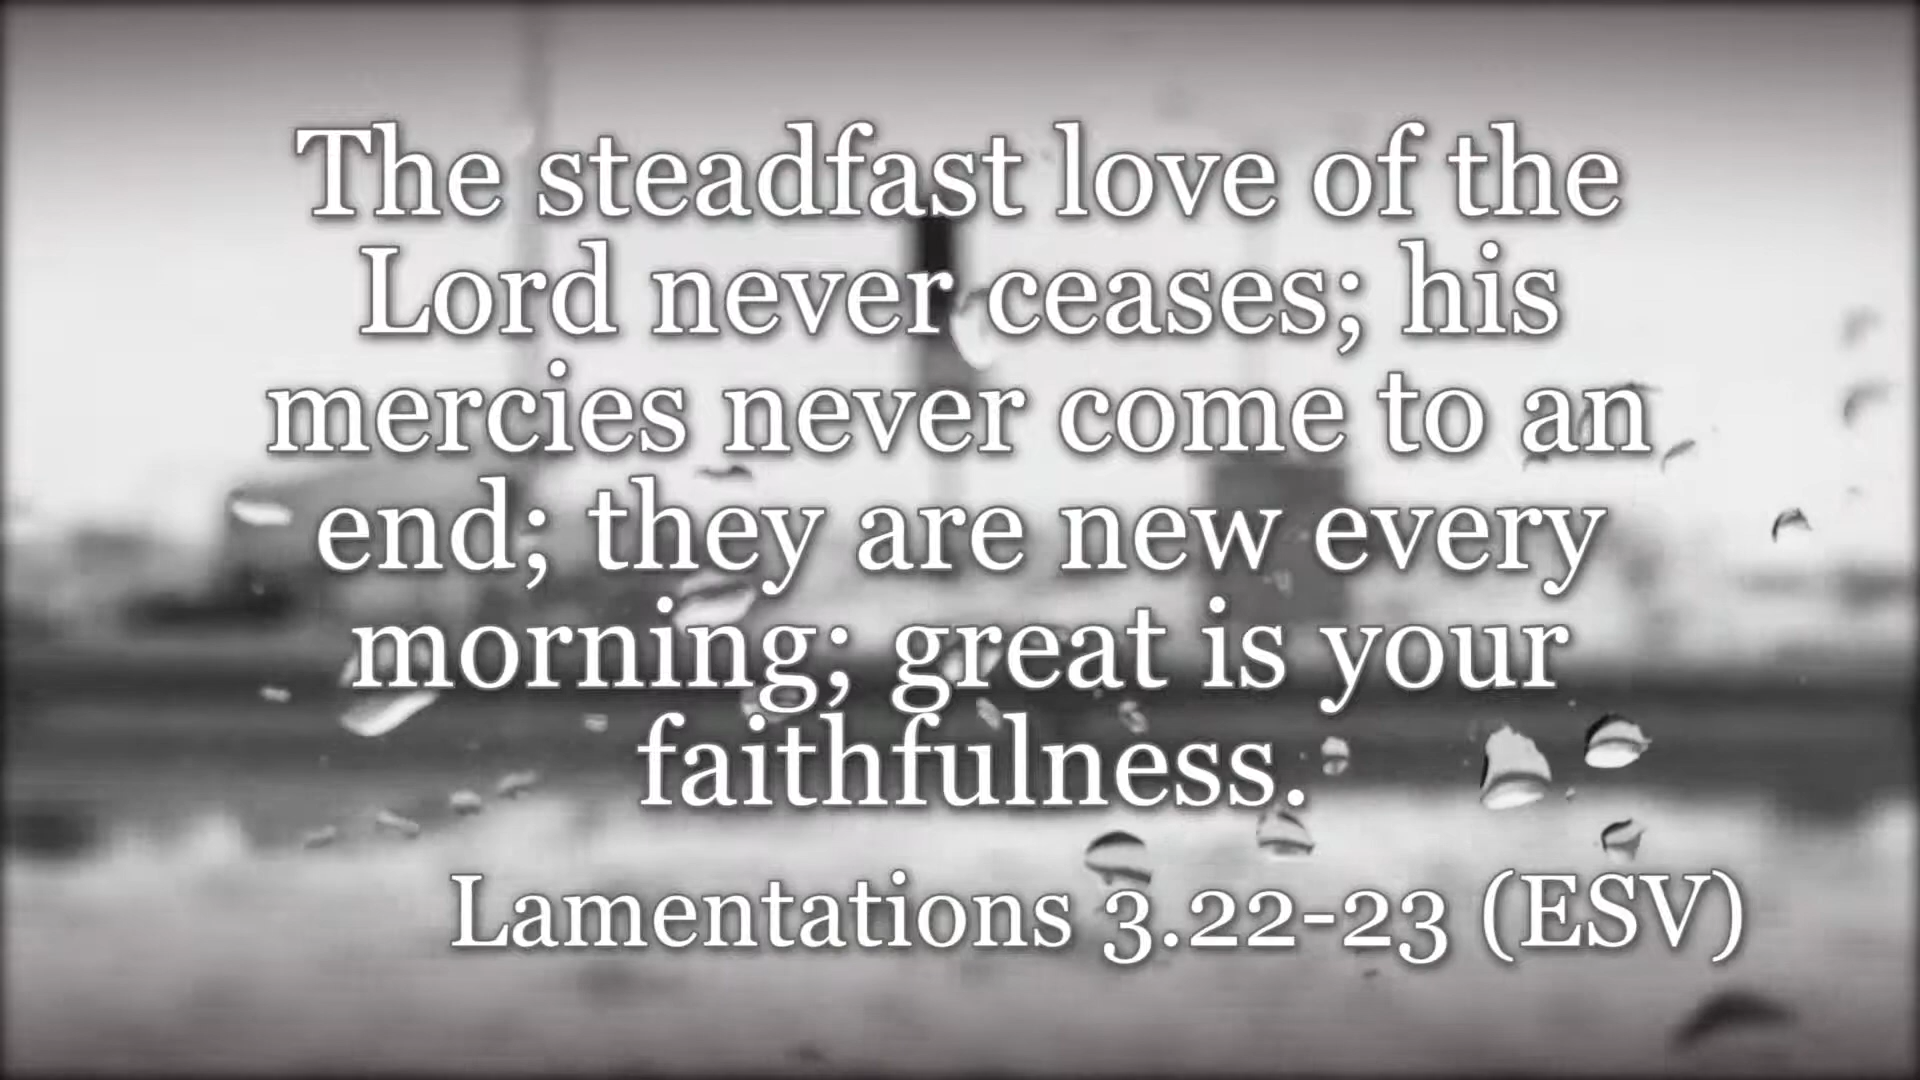 The steadfast love of the
Lord never ceases; his
mercies never come to an
end; they are new every
morning; great is your
faithfulness.
Lamentations 3.22-23 (ESV)